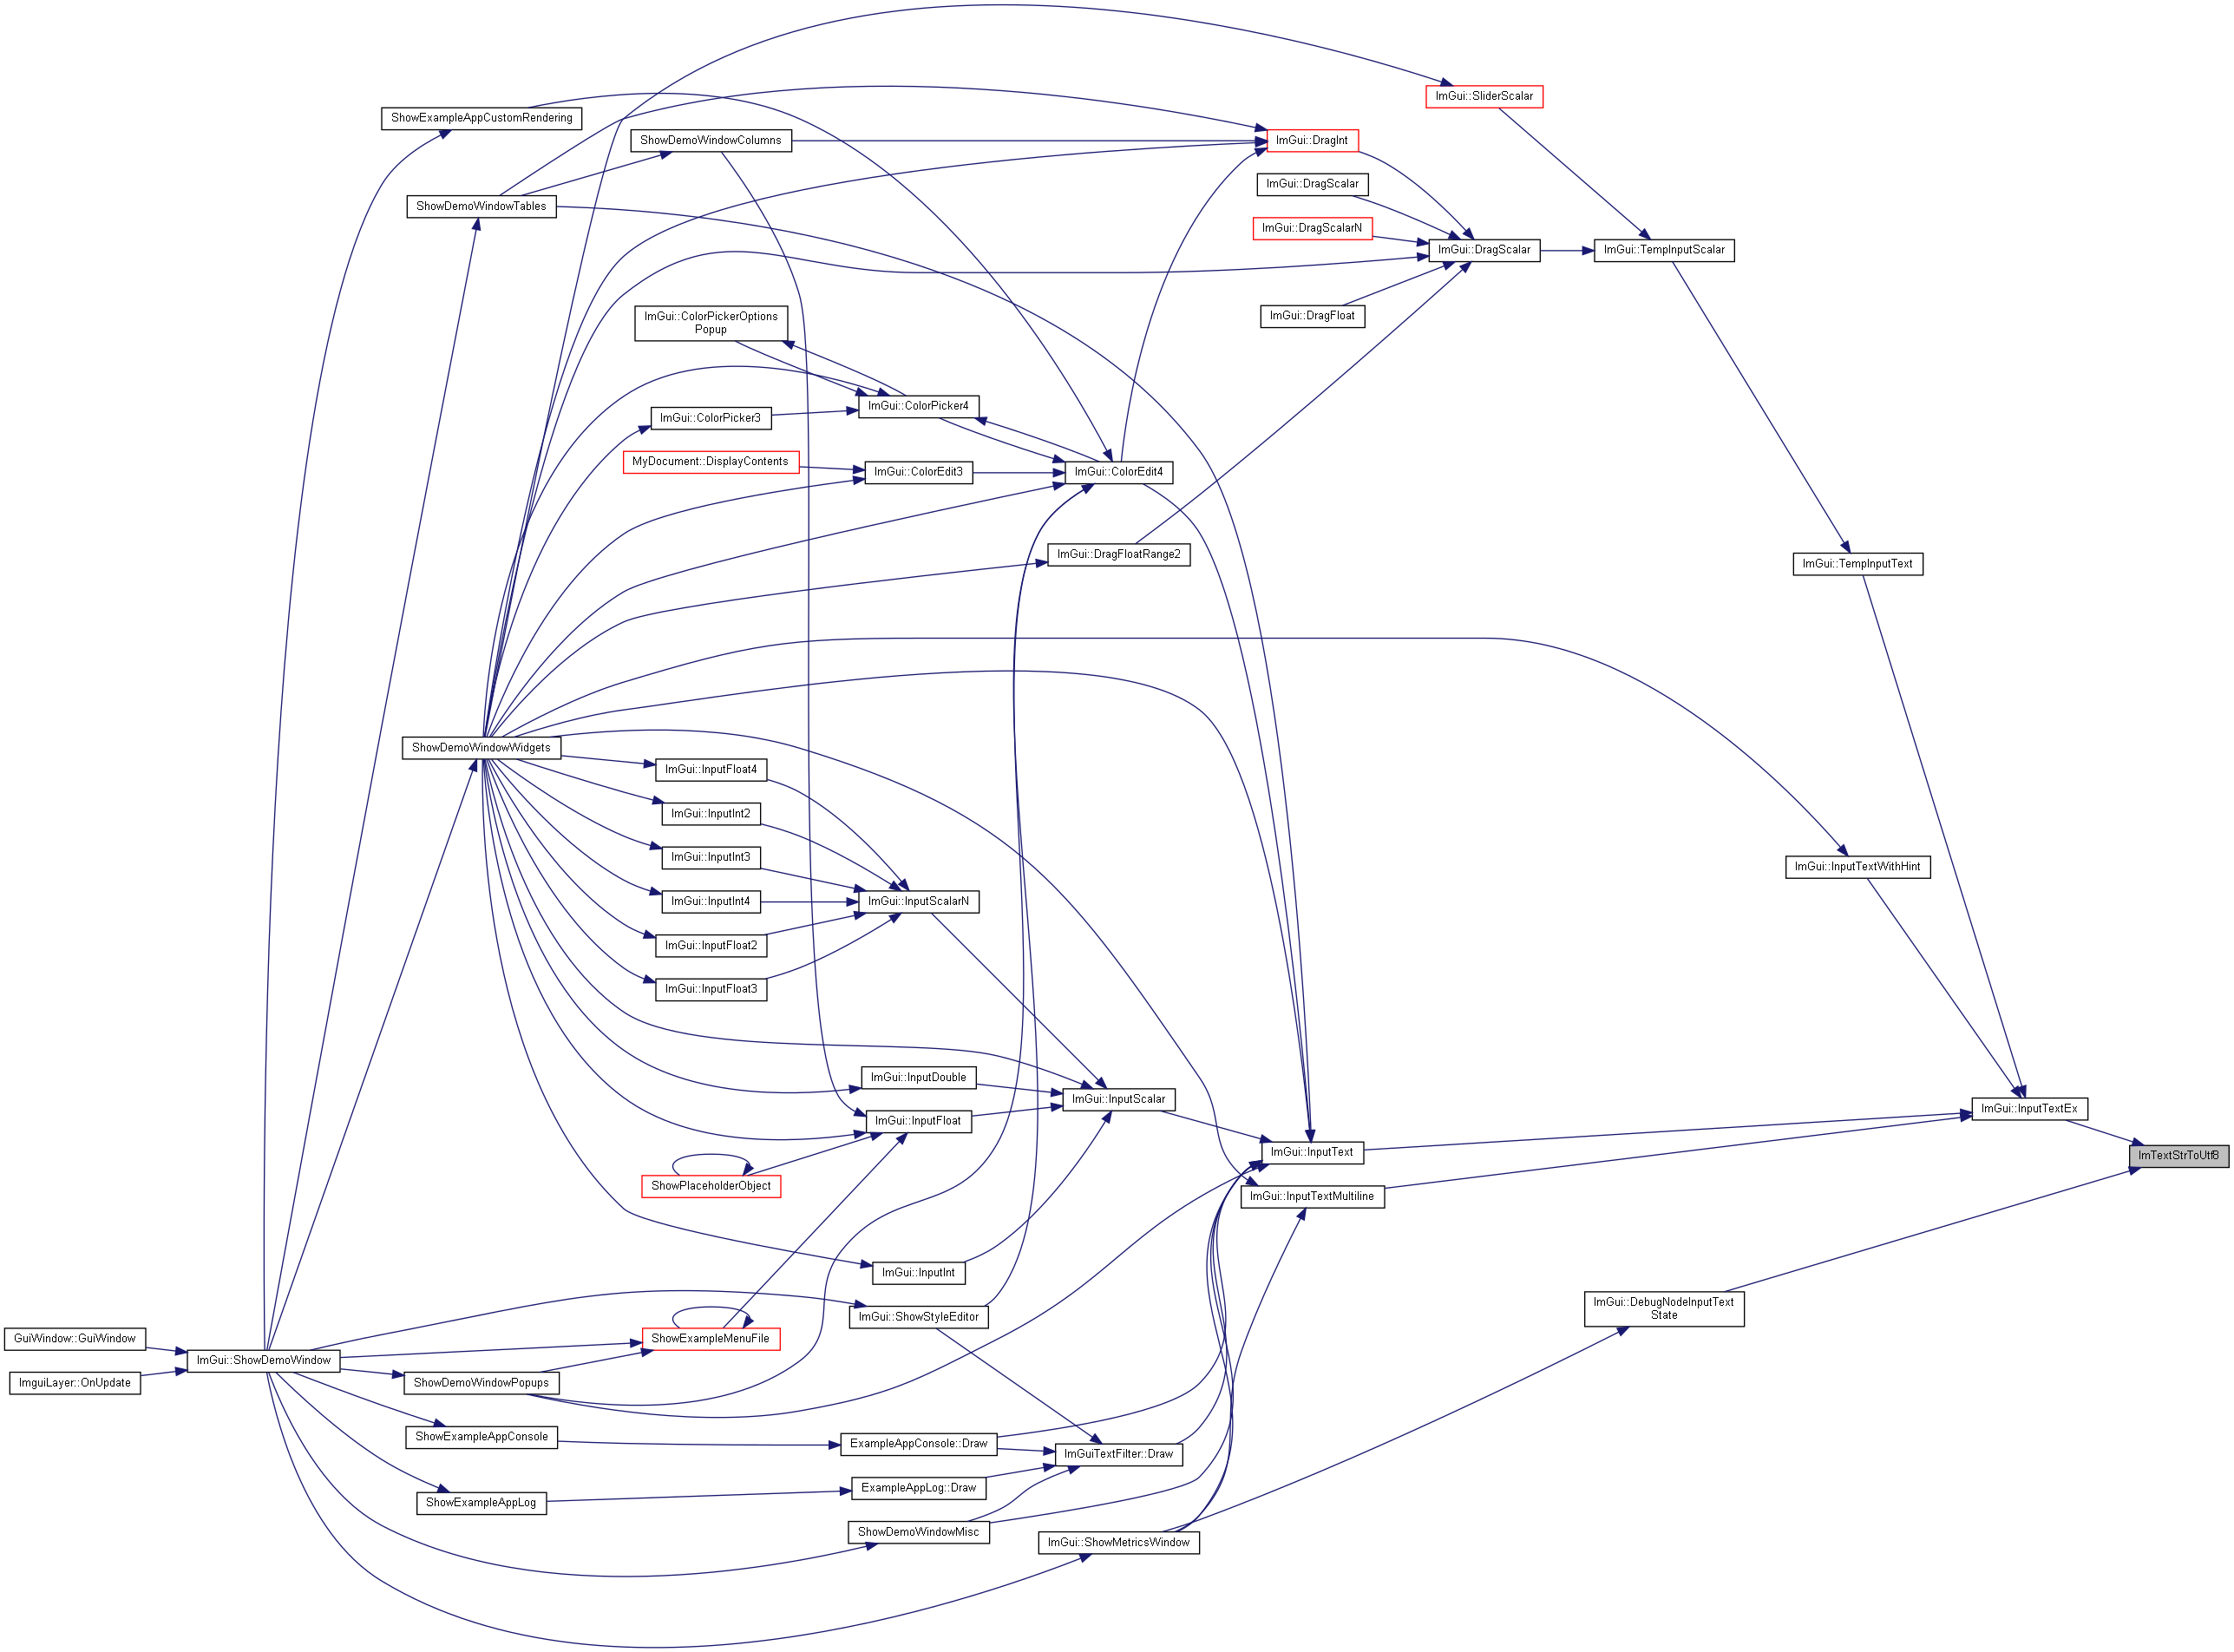 ImGui::SliderScalar
ShowExampleAppCustomRendering
ShowDemoWindowColumns
ImGui::DragInt
ImGui::DragScalar
ShowDemoWindowTables
ImGui::DragScalarN
ImGui::DragScalar
ImGui::TempInputScalar
ImGui::ColorPickerOptions
Popup
ImGui::DragFloat
ImGui::ColorPicker4
ImGui::ColorPicker3
MyDocument::DisplayContents
ImGui::ColorEdit3
ImGui::ColorEdit4
ImGui::DragFloatRange2
ImGui::TempInputText
ShowDemoWindowWidgets
ImGui::InputFloat4
ImGui::InputInt2
ImGui::InputInt3
ImGui::InputTextWithHint
ImGui::InputInt4
ImGui::InputScalarN
ImGui::InputFloat2
ImGui::InputFloat3
ImGui::InputDouble
ImGui::InputScalar
ImGui::InputTextEx
ImGui::InputFloat
ImGui::InputText
ImTextStrToUtf8
ShowPlaceholderObject
ImGui::InputTextMultiline
ImGui::InputInt
ImGui::DebugNodeInputText
State
ImGui::ShowStyleEditor
GuiWindow::GuiWindow
ShowExampleMenuFile
ImGui::ShowDemoWindow
ImguiLayer::OnUpdate
ShowDemoWindowPopups
ShowExampleAppConsole
ExampleAppConsole::Draw
ImGuiTextFilter::Draw
ExampleAppLog::Draw
ShowExampleAppLog
ShowDemoWindowMisc
ImGui::ShowMetricsWindow